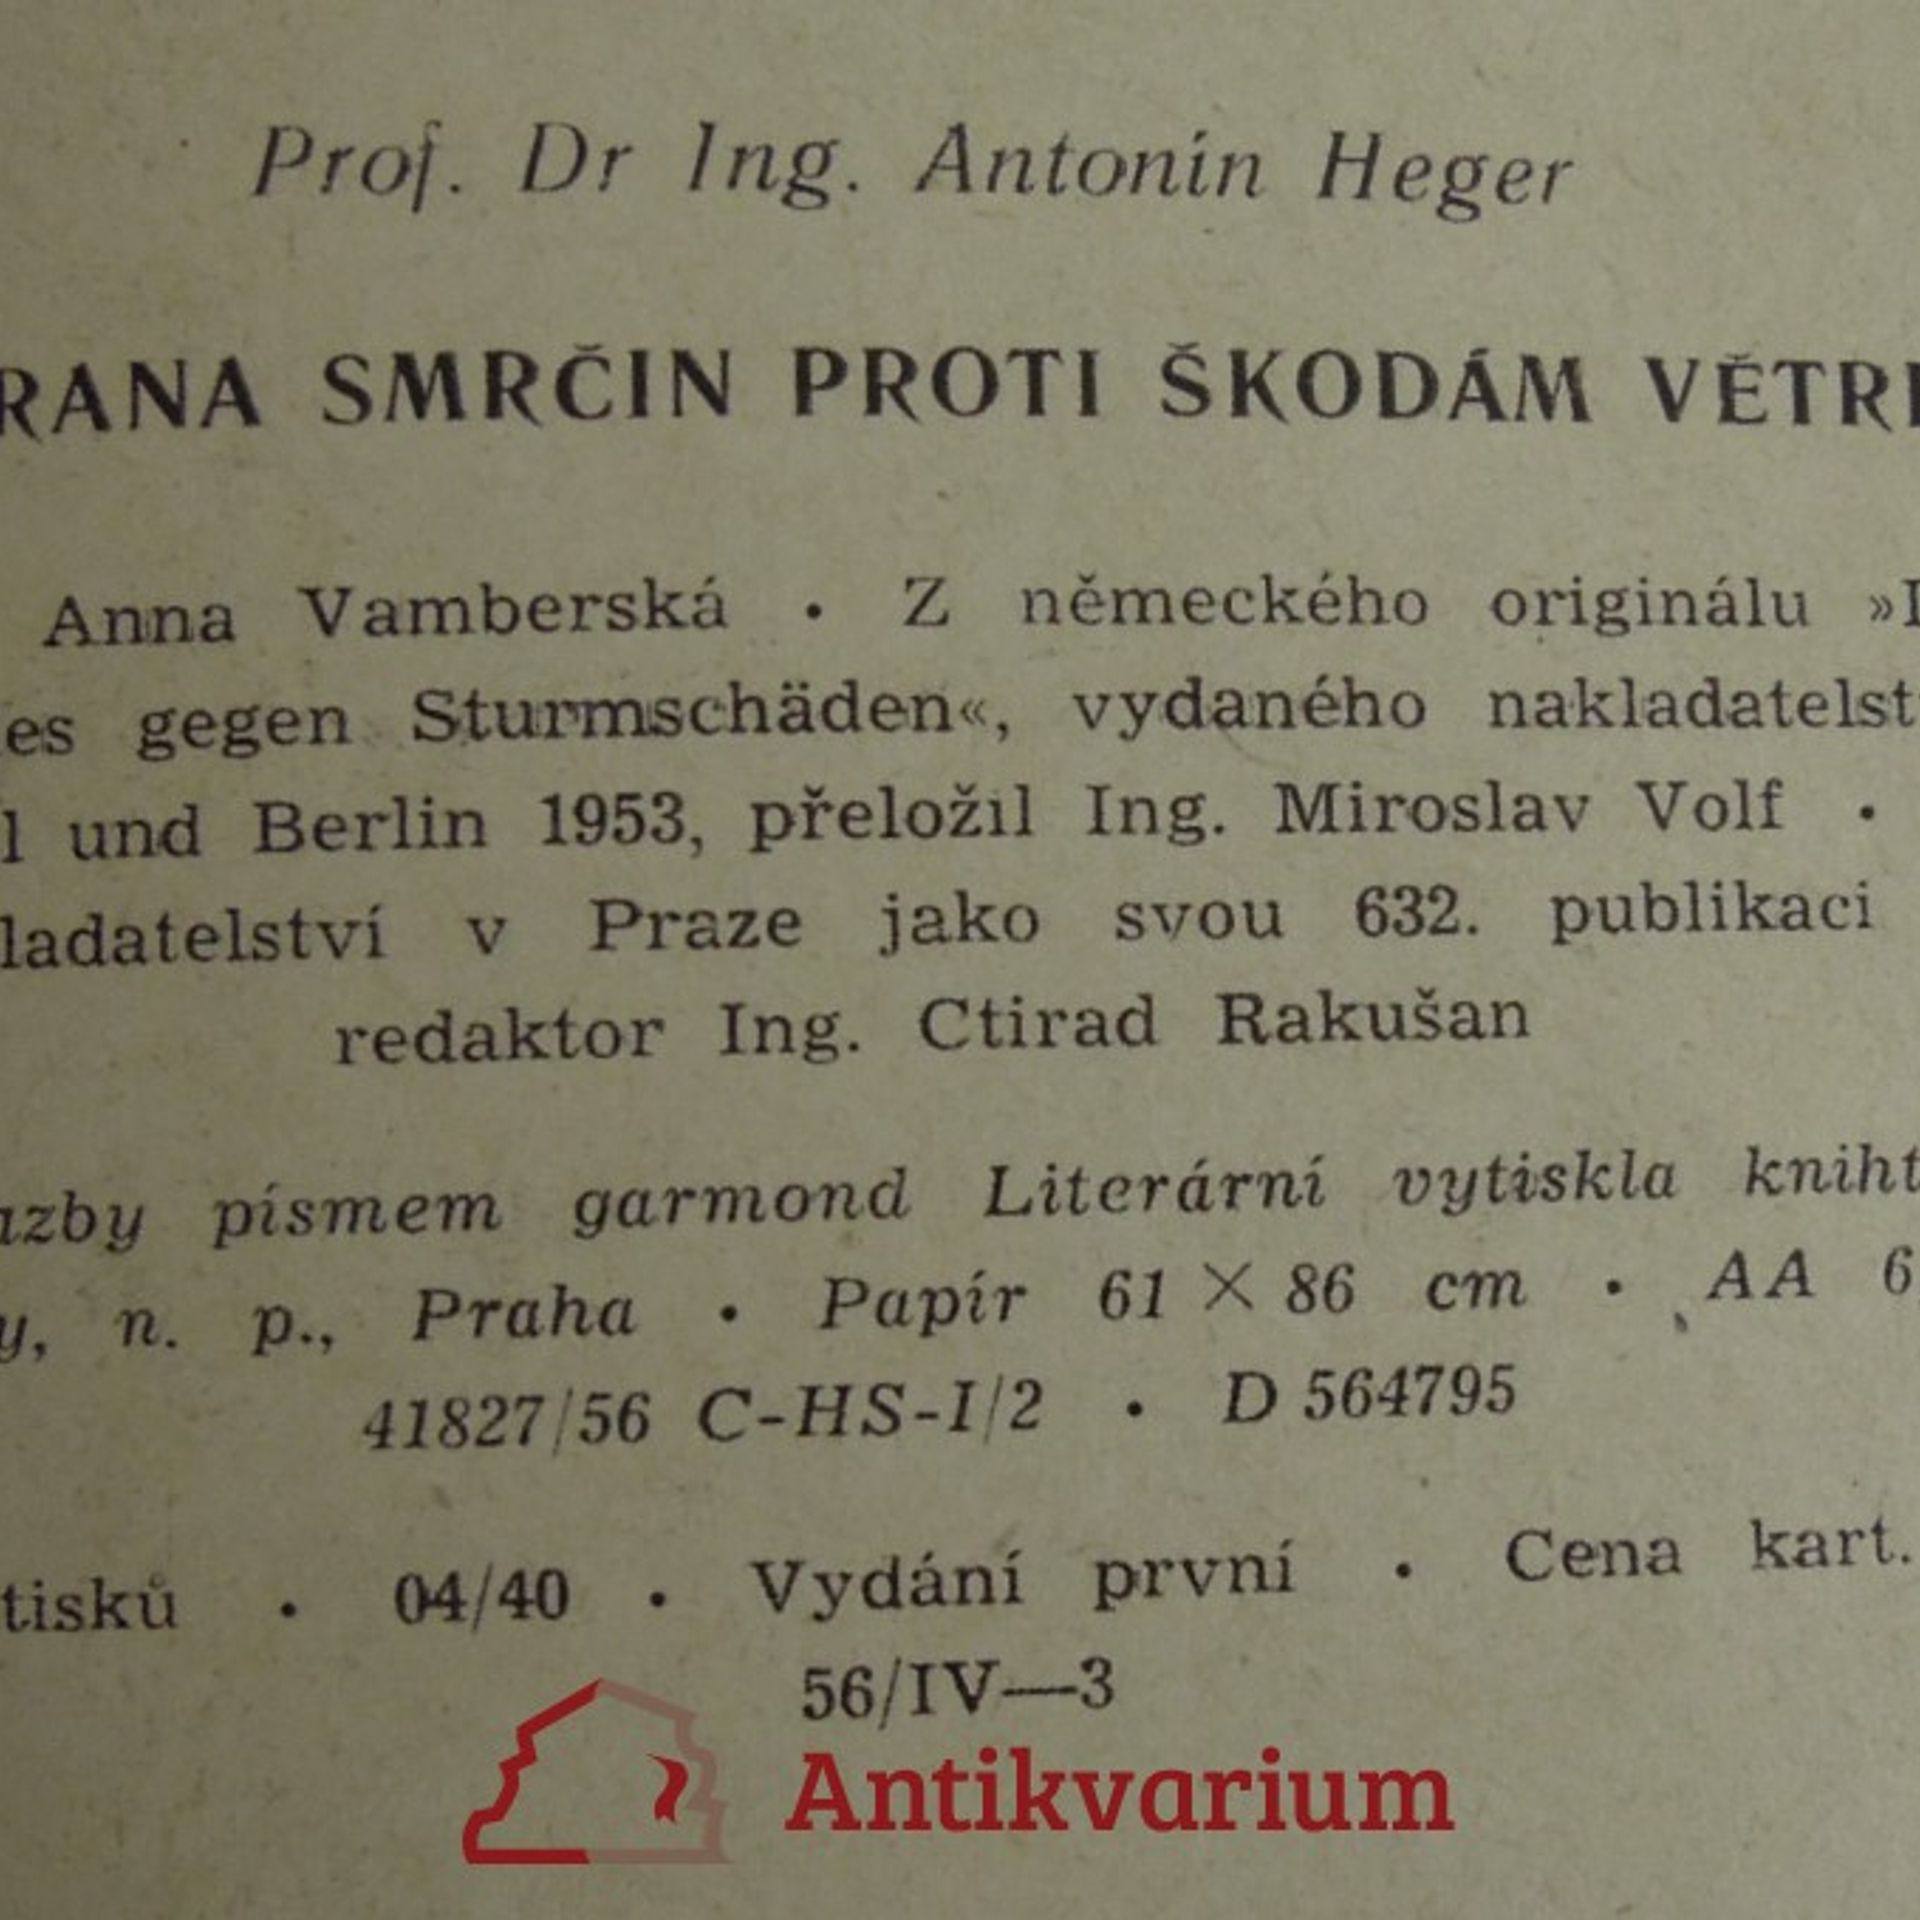 Prof. Dr Ing. Antonín Heger
RANA SMRČIN PROTI ŠKODÁM VĚTR
Anna Vamberská • Z německého originálu »
es gegen Sturmschäden«, vydaného nakladatelst
l und Berlin 1953, přeložil Ing. Miroslav Volf •
ladatelství v Praze jako svou 632. publikaci
redaktor Ing. Ctirad Rakušan
azby písmem garmond Literární vytiskla kniht
y, n. p., Praha • Papír 61 × 86 cm • AA 6
41827/56 C-HS-I/2 • D 564795
tisků • 04/40 • Vydání první • Cena kart.
56/IV—3
Antikvarium